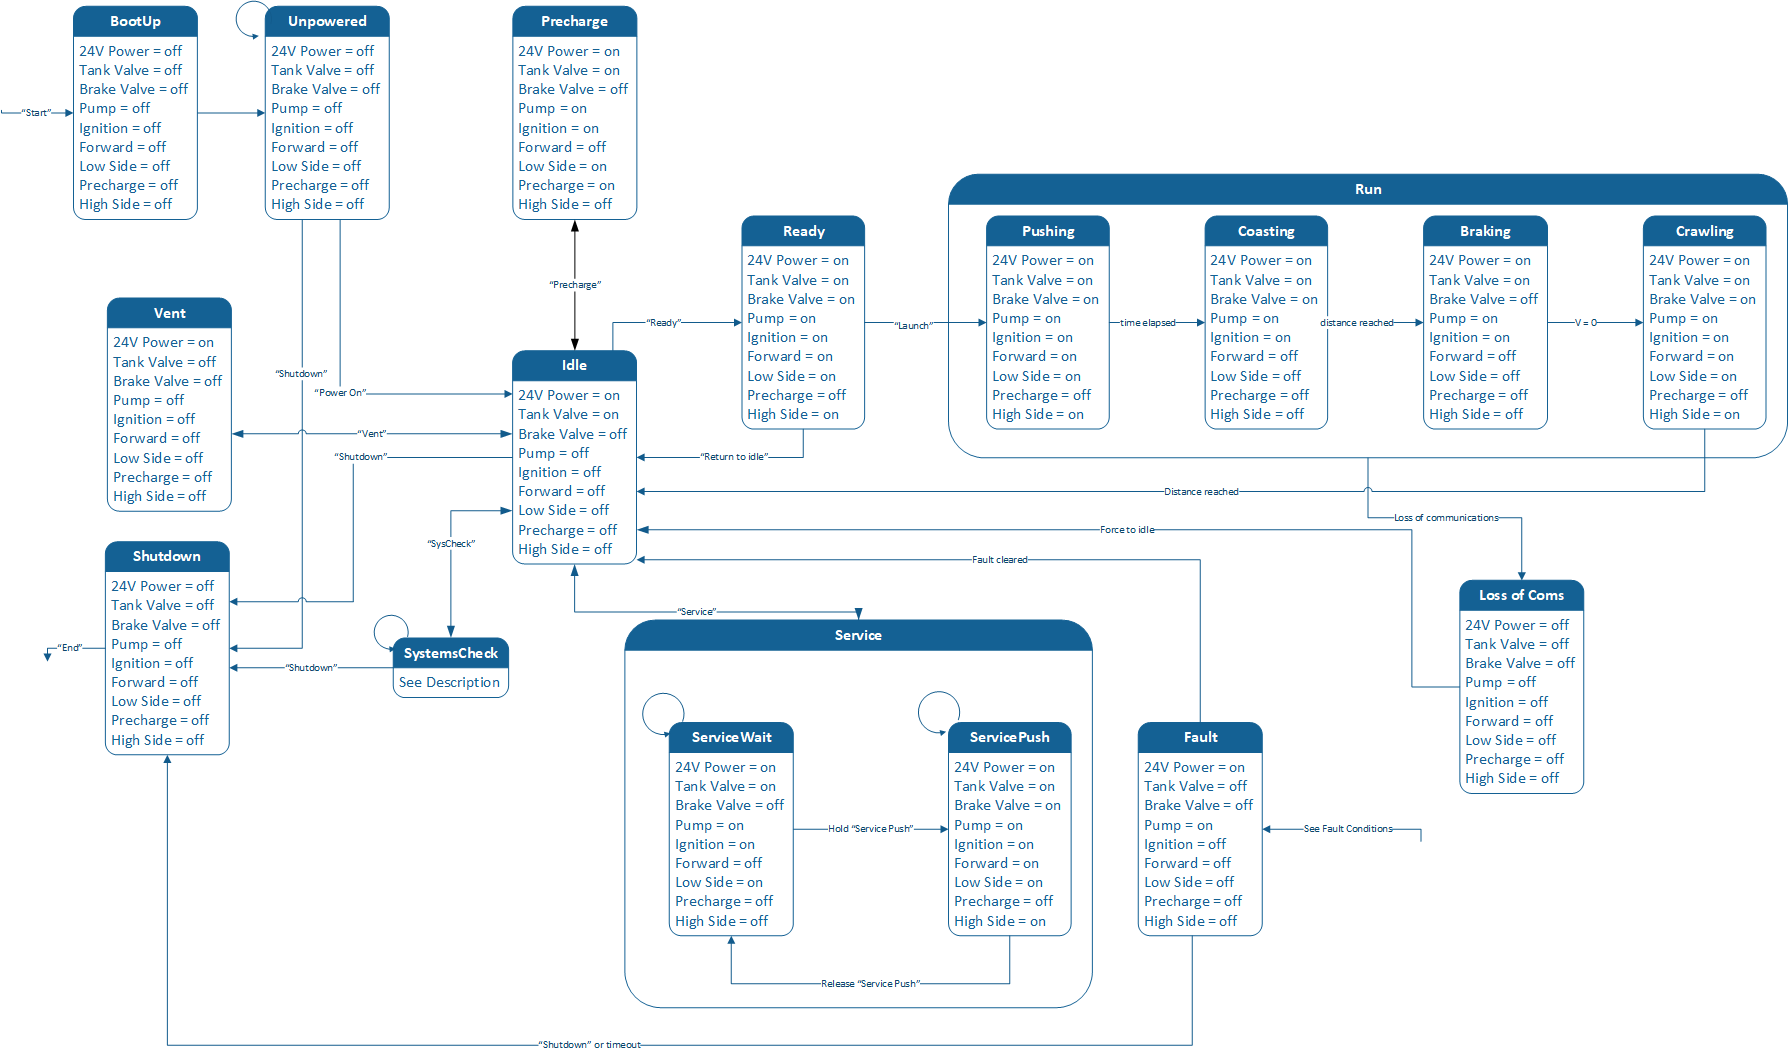 BootUp
24V Power = off
Tank Valve = off
Brake Valve = off
Pump = off
Ignition = off
Forward = off
Low Side = off
Precharge = off
High Side = off
“Start”
Unpowered
24V Power = off
Tank Valve = off
Brake Valve = off
Pump = off
Ignition = off
Forward = off
Low Side = off
Precharge = off
High Side = off
Precharge
24V Power = on
Tank Valve = on
Brake Valve = off
Pump = on
Ignition = on
Forward = off
Low Side = on
Precharge = on
High Side = off
“Precharge”
Run
Ready
24V Power = on
Tank Valve = on
Brake Valve = on
Pump = on
Ignition = on
Forward = on
Low Side = on
Precharge = off
High Side = on
“Ready”
“Launch”
Pushing
24V Power = on
Tank Valve = on
Brake Valve = on
Pump = on
Ignition = on
Forward = on
Low Side = on
Precharge = off
High Side = on
time elapsed
Coasting
24V Power = on
Tank Valve = on
Brake Valve = on
Pump = on
Ignition = on
Forward = off
Low Side = off
Precharge = off
High Side = off
distance reached
Braking
24V Power = on
Tank Valve = on
Brake Valve = off
Pump = on
Ignition = on
Forward = off
Low Side = off
Precharge = off
High Side = off
V = 0
Crawling
24V Power = on
Tank Valve = on
Brake Valve = on
Pump = on
Ignition = on
Forward = on
Low Side = on
Precharge = off
High Side = on
Vent
24V Power = on
Tank Valve = off
Brake Valve = off
Pump = off
Ignition = off
Forward = off
Low Side = off
Precharge = off
High Side = off
“Shutdown”
“Power On”
“Vent”
“Shutdown”
Idle
24V Power = on
Tank Valve = on
Brake Valve = off
Pump = off
Ignition = off
Forward = off
Low Side = off
Precharge = off
High Side = off
“Return to idle”
Distance reached
Loss of communications
Force to idle
Fault cleared
“SysCheck”
“Service”
Shutdown
24V Power = off
Tank Valve = off
Brake Valve = off
Pump = off
Ignition = off
Forward = off
Low Side = off
Precharge = off
High Side = off
“End”
“Shutdown”
SystemsCheck
See Description
Service
ServiceWait
24V Power = on
Tank Valve = on
Brake Valve = off
Pump = on
Ignition = on
Forward = off
Low Side = on
Precharge = off
High Side = off
Hold “Service Push”
ServicePush
24V Power = on
Tank Valve = on
Brake Valve = on
Pump = on
Ignition = on
Forward = on
Low Side = on
Precharge = off
High Side = on
Release “Service Push”
Fault
24V Power = on
Tank Valve = off
Brake Valve = off
Pump = on
Ignition = off
Forward = off
Low Side = off
Precharge = off
High Side = off
See Fault Conditions
Loss of Coms
24V Power = off
Tank Valve = off
Brake Valve = off
Pump = off
Ignition = off
Forward = off
Low Side = off
Precharge = off
High Side = off
“Shutdown” or timeout